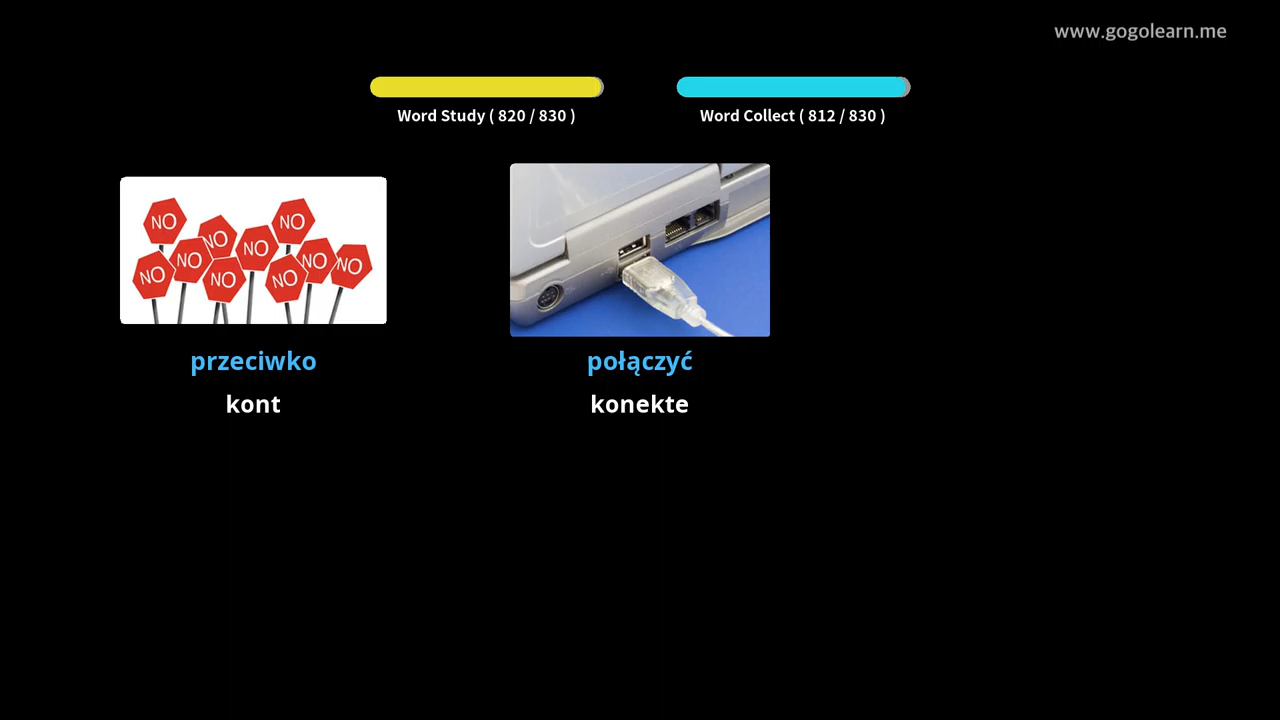 www.gogolearn.me
Word Study ( 820 / 830 )
Word Collect ( 812 / 830 )
NO
NO
NO
NO
NO
NO
NO
NO
NO
NO
przeciwko
połączyć
kont
konekte